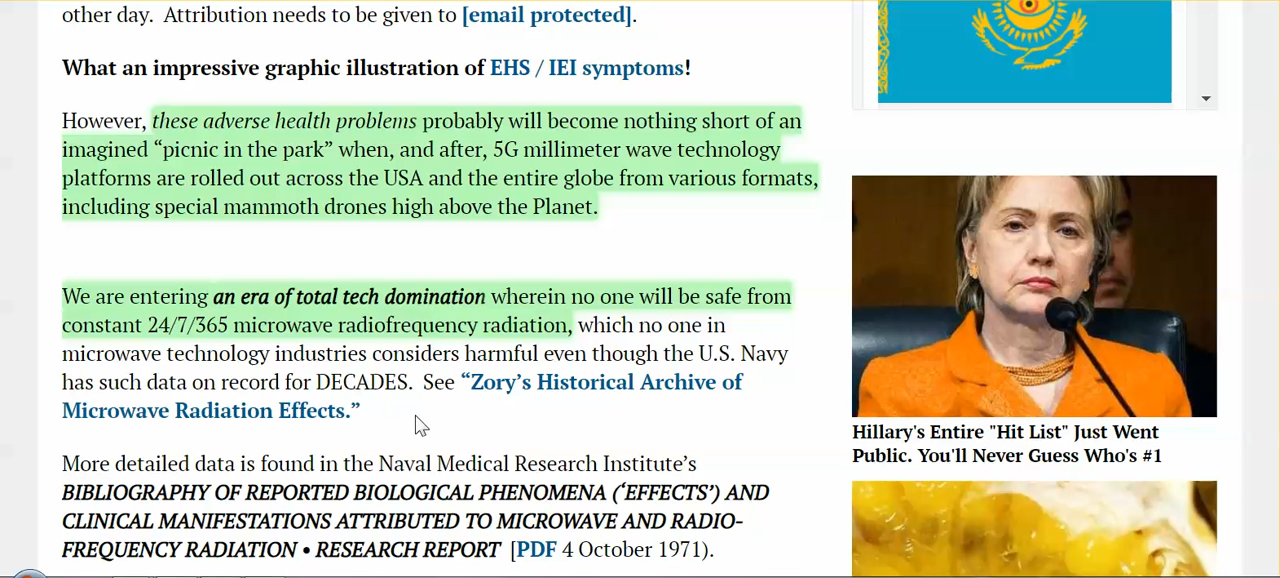 other day. Attribution needs to be given to [email protected].
What an impressive graphic illustration of EHS / IEI symptoms!
However, these adverse health problems probably will become nothing short of an
imagined “picnic in the park” when, and after, 5G millimeter wave technology
platforms are rolled out across the USA and the entire globe from various formats,
including special mammoth drones high above the Planet.
We are entering an era of total tech domination wherein no one will be safe from
constant 24/7/365 microwave radiofrequency radiation, which no one in
microwave technology industries considers harmful even though the U.S. Navy
has such data on record for DECADES. See “Zory’s Historical Archive of
Microwave Radiation Effects.”
More detailed data is found in the Naval Medical Research Institute’s
BIBLIOGRAPHY OF REPORTED BIOLOGICAL PHENOMENA (‘EFFECTS’) AND
CLINICAL MANIFESTATIONS ATTRIBUTED TO MICROWAVE AND RADIO-
FREQUENCY RADIATION • RESEARCH REPORT [PDF 4 October 1971).
Hillary's Entire "Hit List" Just Went
Public. You'll Never Guess Who's #1